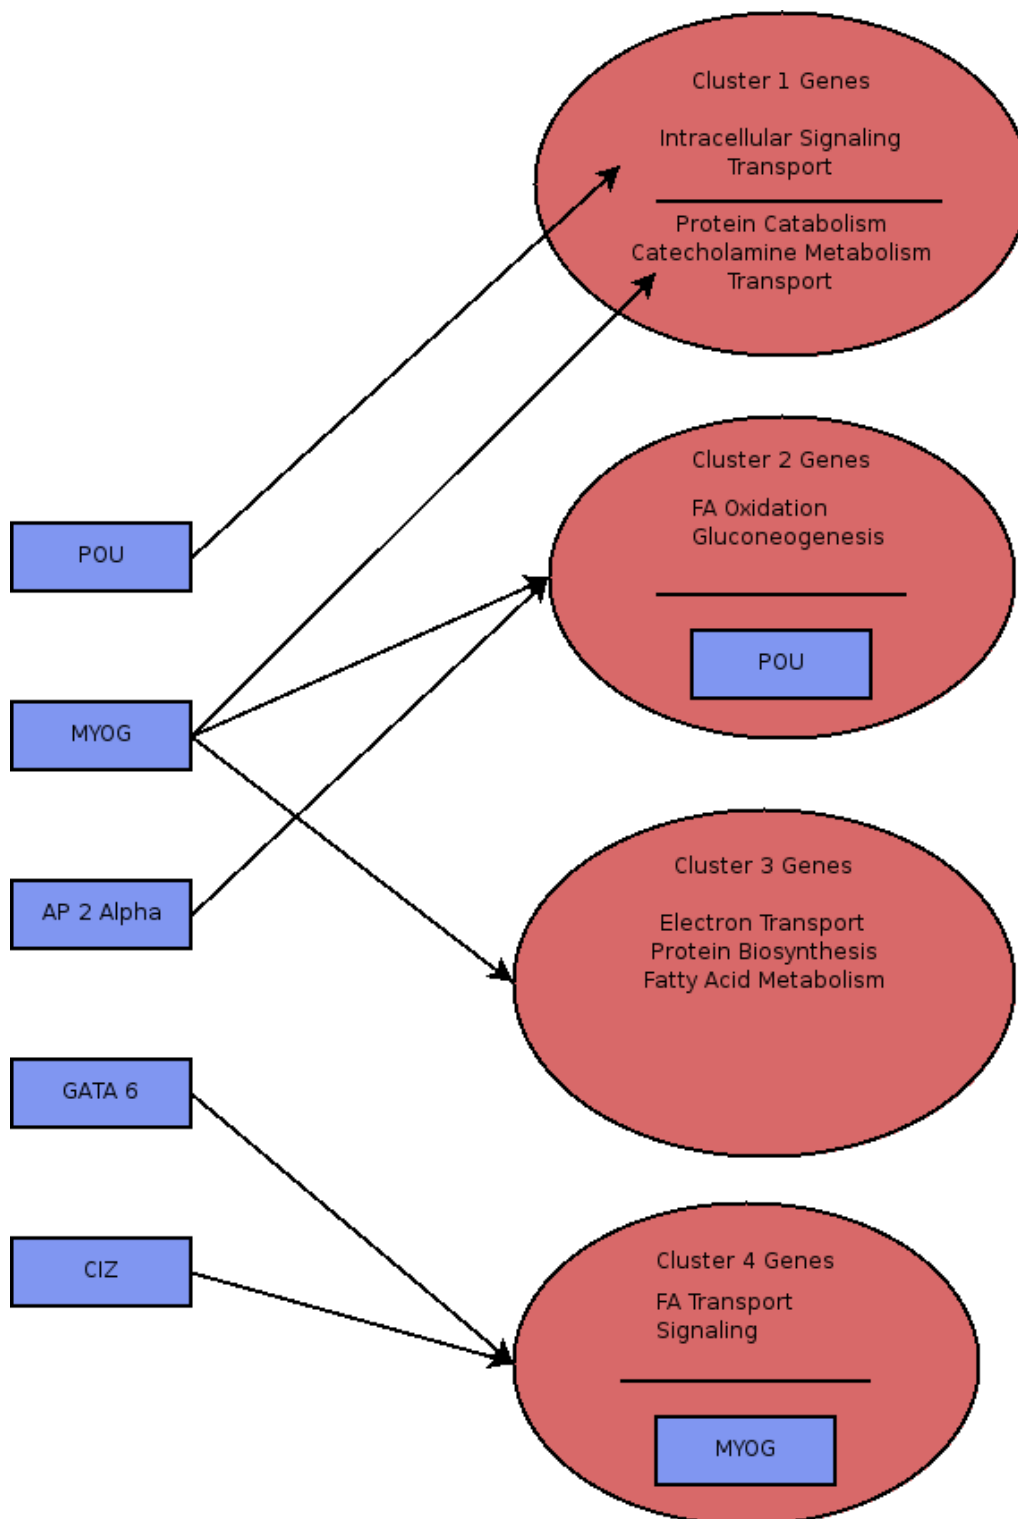 Cluster 1 Genes
Intracellular Signaling
Transport
Protein Catabolism
Catecholamine Metabolism
Transport
Cluster 2 Genes
FA Oxidation
Gluconeogenesis
POU
POU
MYOG
AP 2 Alpha
Cluster 3 Genes
Electron Transport
Protein Biosynthesis
Fatty Acid Metabolism
GATA 6
CIZ
Cluster 4 Genes
FA Transport
Signaling
MYOG